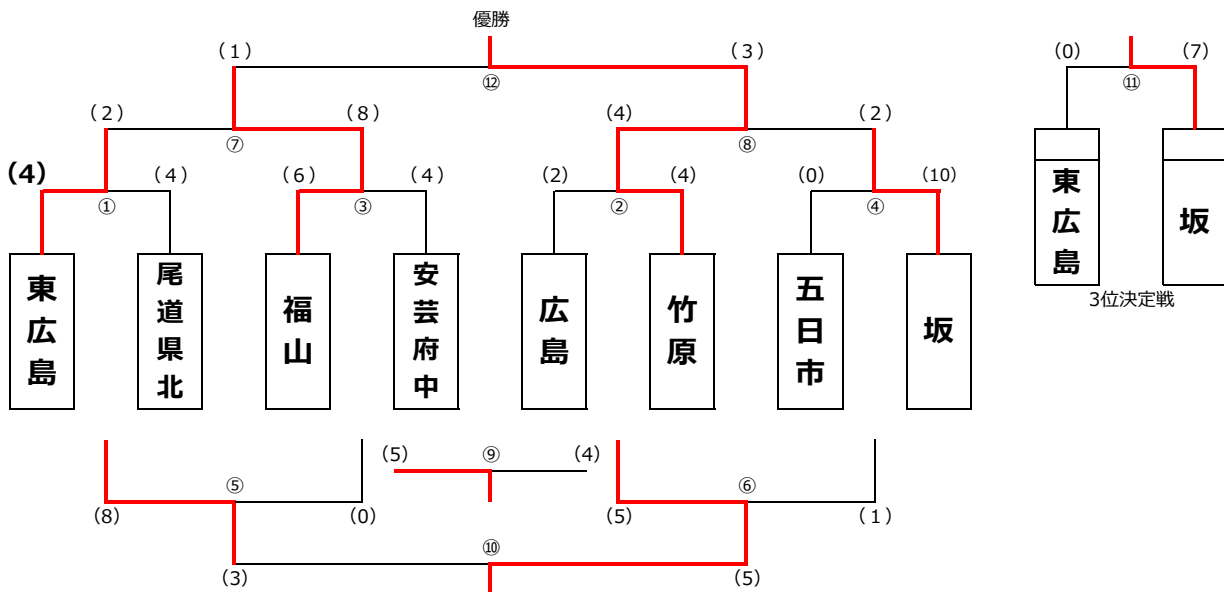 優勝
(1) (3) (0) (7)
⑫ ⑪
(2) (8) (4) (2)
⑦ ⑧
(4) (4) (6) (4) (2) (4) (0) (10)
① ③ ② ④
東広島 尾道県北 福山 安芸府中 広島 竹原 五日市 坂 東広島 坂
3位決定戦
(5) ⑨ (4)
⑤ ⑥
(8) (0) (5) (1)
⑩
(3) (5)